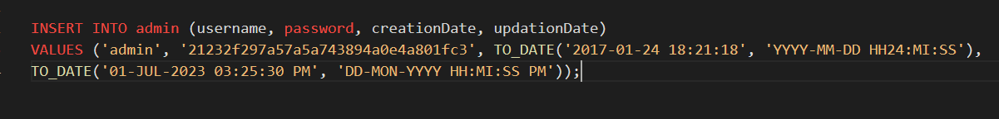 INSERT INTO admin (username, password, creationDate, updationDate)
VALUES ('admin', '21232f297a57a5a743894a0e4a801fc3', TO_DATE('2017-01-24 18:21:18', 'YYYY-MM-DD HH24:MI:SS'),
TO_DATE('01-JUL-2023 03:25:30 PM', 'DD-MON-YYYY HH:MI:SS PM'));